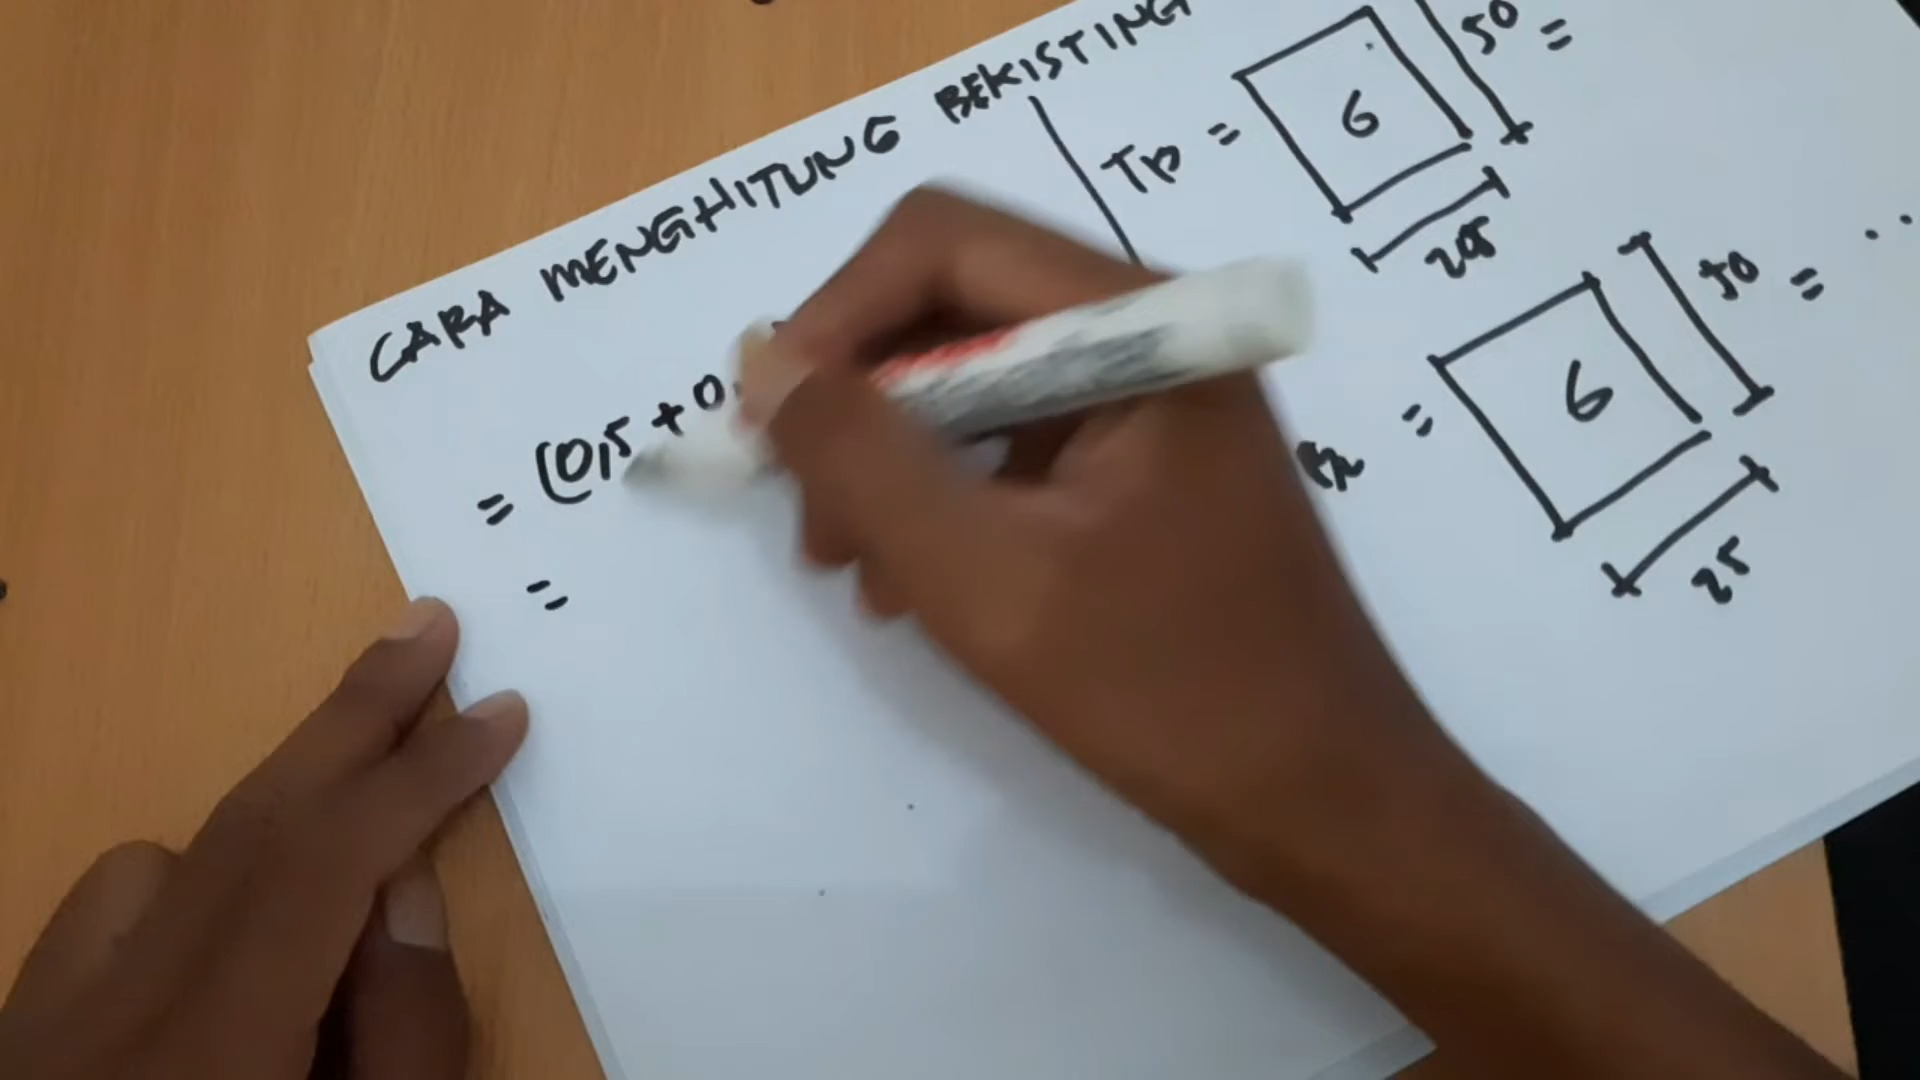 CARA MENGHITUNG BEKISTING
= (0,5 + 0
=
50 =
Tp = 6
25
50 =
= 6
25